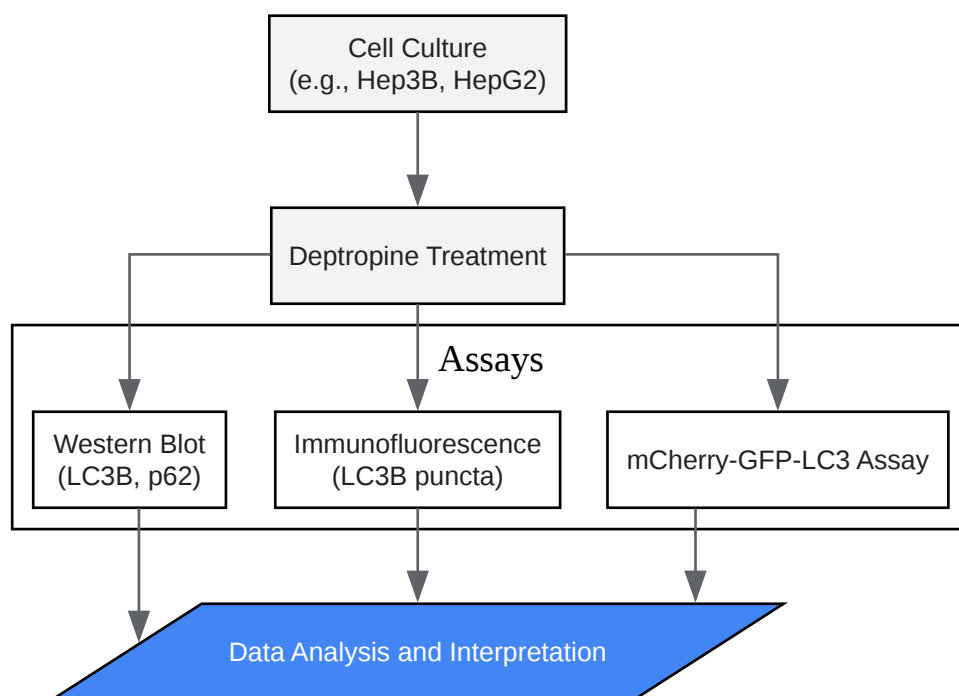 Cell Culture
(e.g., Hep3B, HepG2)
Deptropine Treatment
Assays
Western Blot
(LC3B, p62)
Immunofluorescence
(LC3B puncta)
mCherry-GFP-LC3 Assay
Data Analysis and Interpretation